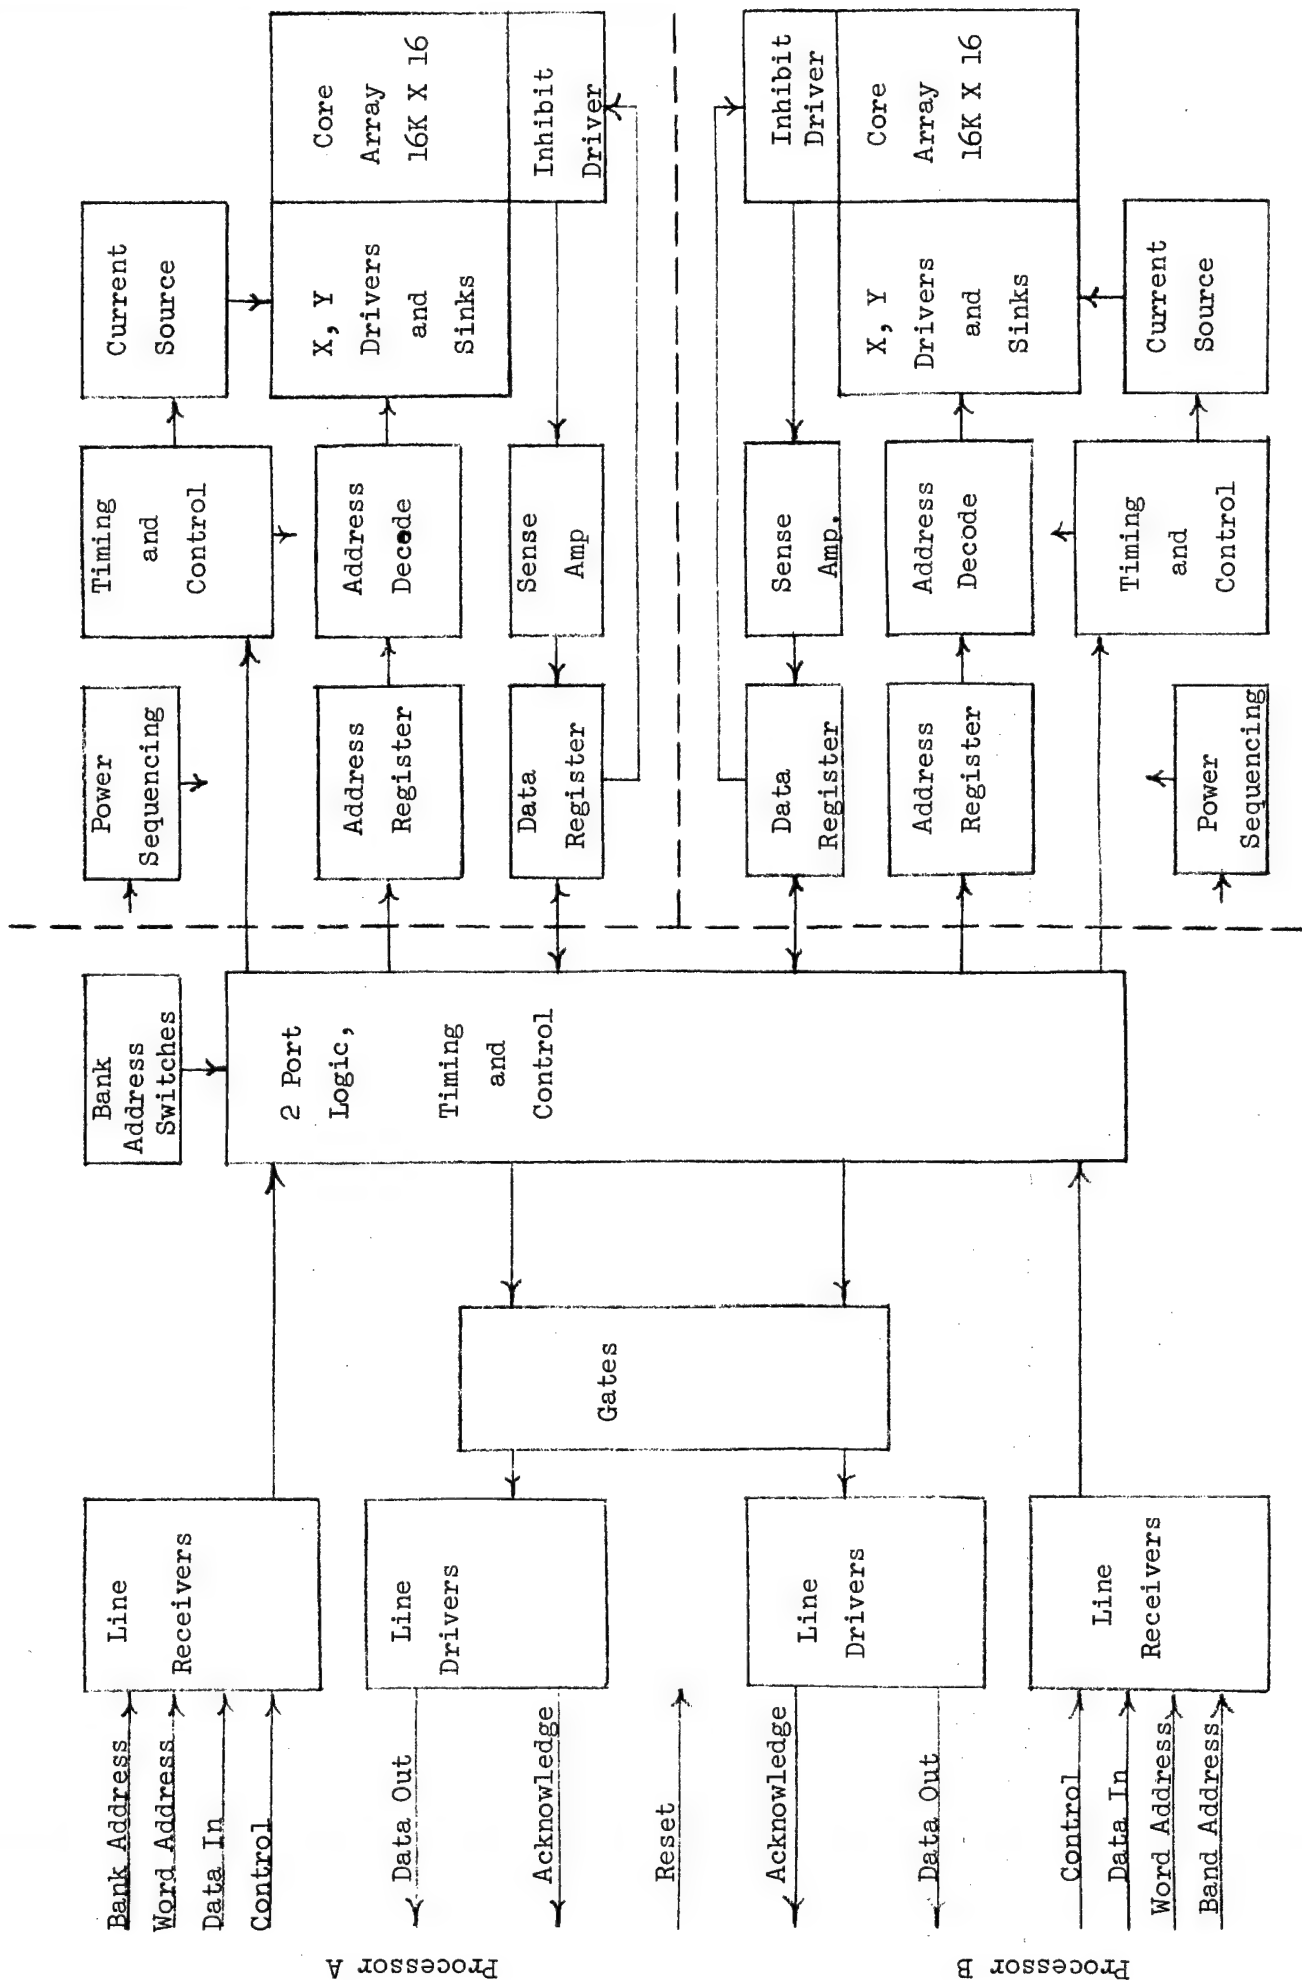 Processor A
Bank Address
Word Address
Data In
Control
Line
Receivers
Data Out
Acknowledge
Line
Drivers
Reset
Processor B
Acknowledge
Data Out
Line
Drivers
Control
Data In
Word Address
Band Address
Line
Receivers
Gates
Bank
Address
Switches
2 Port
Logic,
Timing
and
Control
Power
Sequencing
Timing
and
Control
Current
Source
Address
Register
Address
Decode
X, Y
Drivers
and
Sinks
Core
Array
16K X 16
Data
Register
Sense
Amp
Inhibit
Driver
Data
Register
Sense
Amp.
Inhibit
Driver
Address
Register
Address
Decode
X, Y
Drivers
and
Sinks
Core
Array
16K X 16
Power
Sequencing
Timing
and
Control
Current
Source